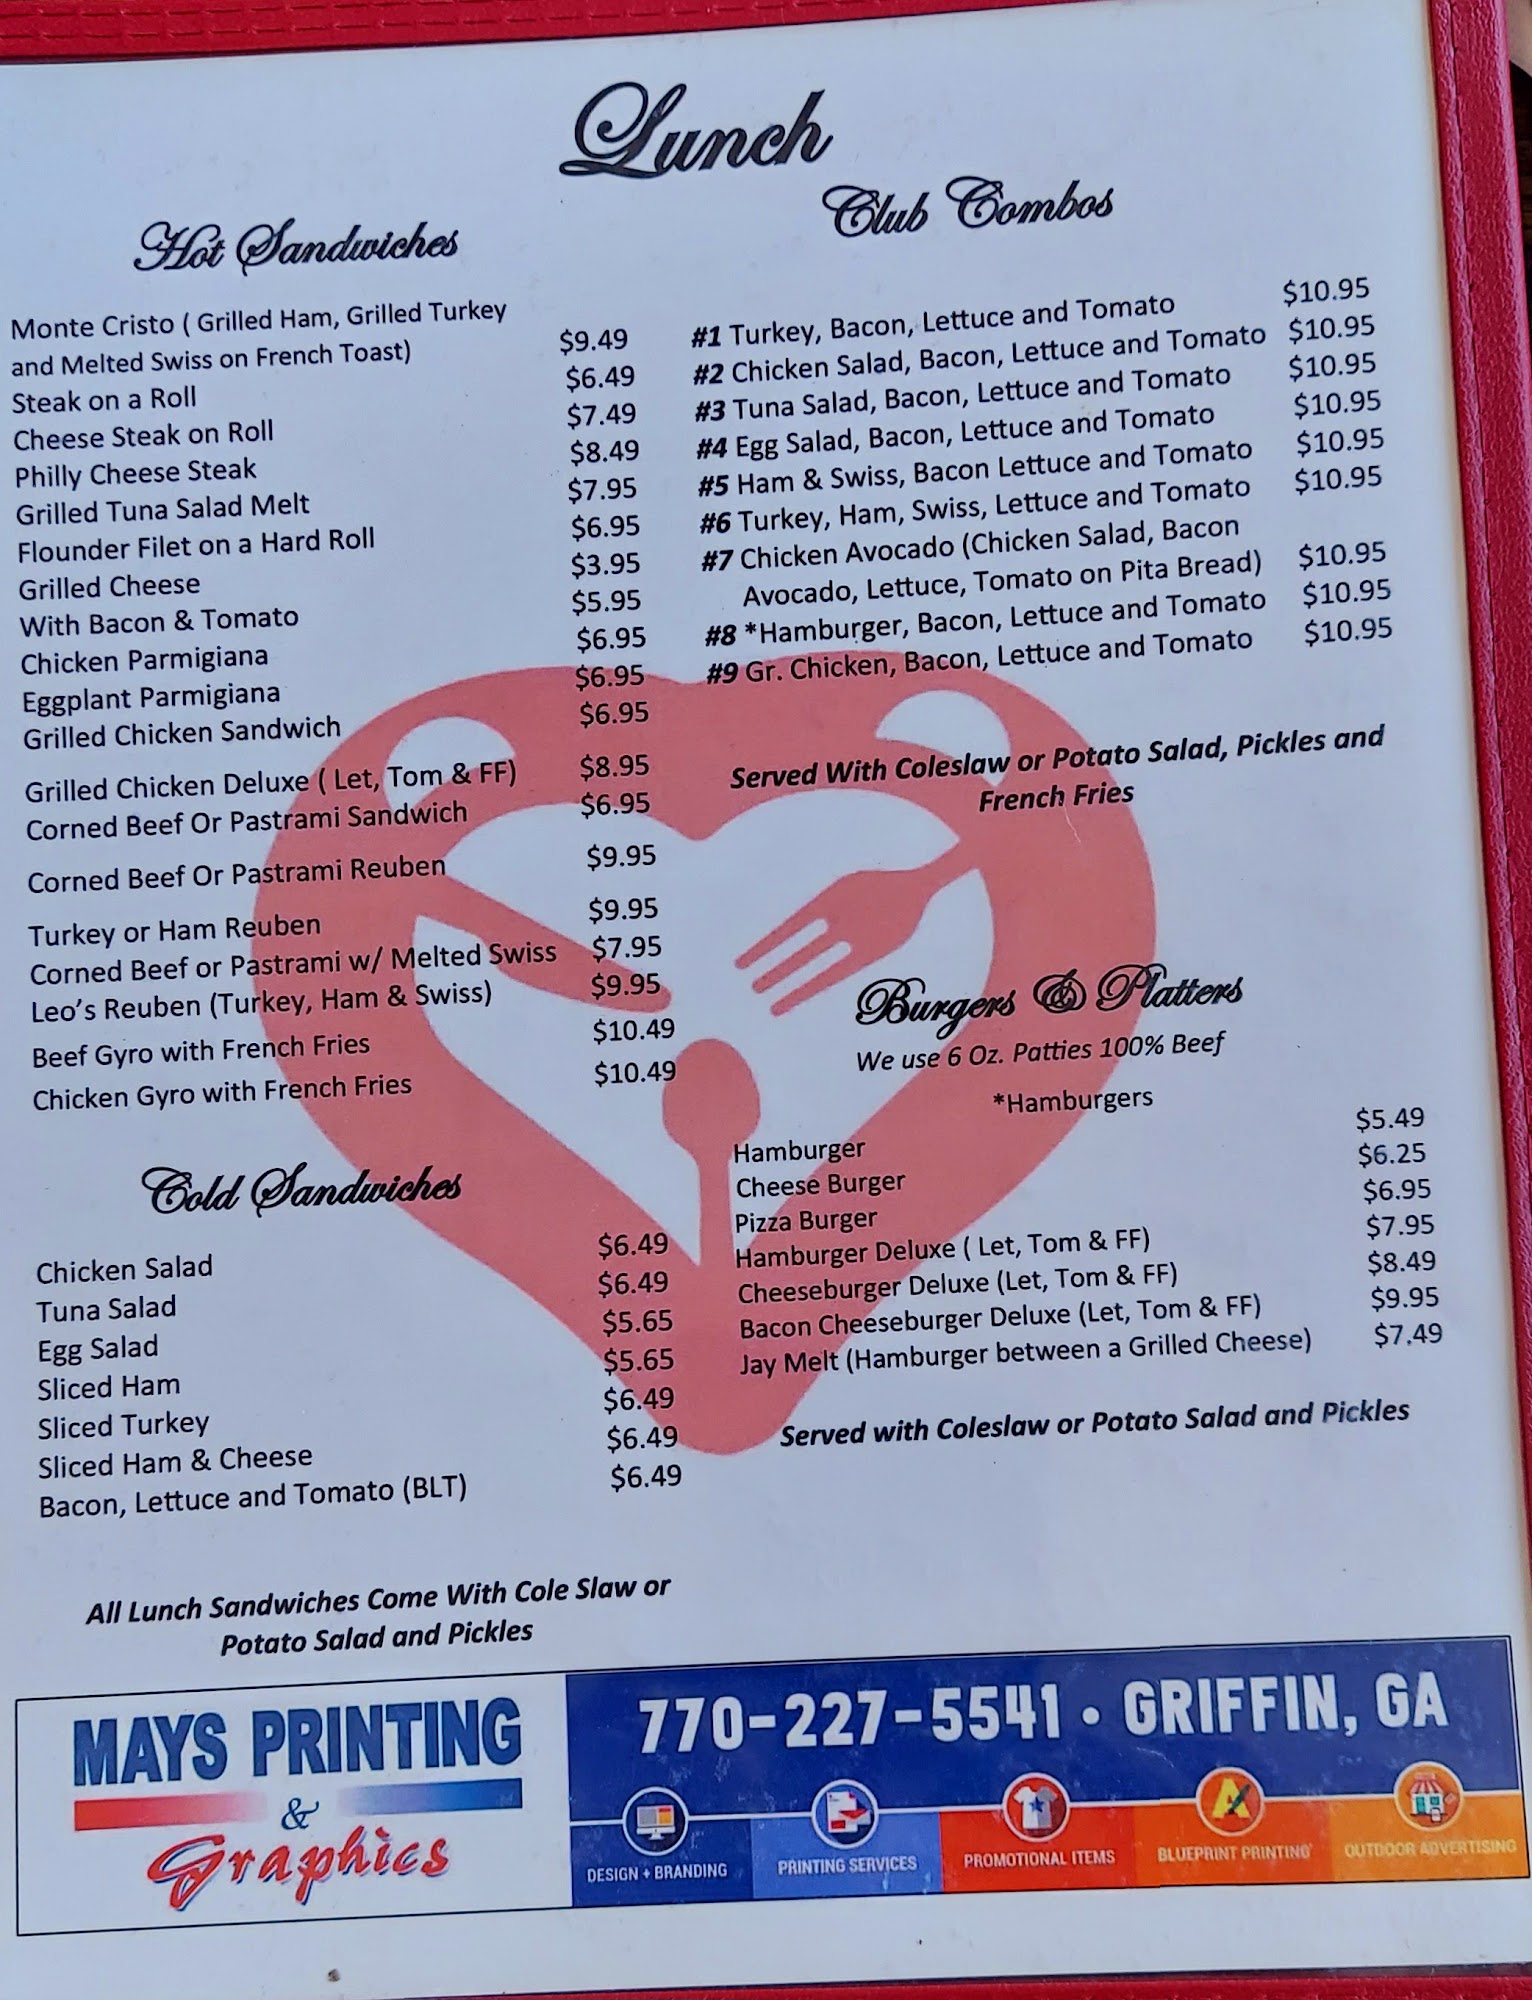 Lunch
Hot Sandwiches
Monte Cristo ( Grilled Ham, Grilled Turkey
and Melted Swiss on French Toast) $9.49
Steak on a Roll $6.49
Cheese Steak on Roll $7.49
Philly Cheese Steak $8.49
Grilled Tuna Salad Melt $7.95
Flounder Filet on a Hard Roll $6.95
Grilled Cheese $3.95
With Bacon & Tomato $5.95
Chicken Parmigiana $6.95
Eggplant Parmigiana $6.95
Grilled Chicken Sandwich $6.95
Grilled Chicken Deluxe ( Let, Tom & FF) $8.95
Corned Beef Or Pastrami Sandwich $6.95
Corned Beef Or Pastrami Reuben $9.95
Turkey or Ham Reuben $9.95
Corned Beef or Pastrami w/ Melted Swiss $7.95
Leo's Reuben (Turkey, Ham & Swiss) $9.95
Beef Gyro with French Fries $10.49
Chicken Gyro with French Fries $10.49
Cold Sandwiches
Chicken Salad $6.49
Tuna Salad $6.49
Egg Salad $5.65
Sliced Ham $5.65
Sliced Turkey $6.49
Sliced Ham & Cheese $6.49
Bacon, Lettuce and Tomato (BLT) $6.49
All Lunch Sandwiches Come With Cole Slaw or
Potato Salad and Pickles
Club Combos
#1 Turkey, Bacon, Lettuce and Tomato $10.95
#2 Chicken Salad, Bacon, Lettuce and Tomato $10.95
#3 Tuna Salad, Bacon, Lettuce and Tomato $10.95
#4 Egg Salad, Bacon, Lettuce and Tomato $10.95
#5 Ham & Swiss, Bacon Lettuce and Tomato $10.95
#6 Turkey, Ham, Swiss, Lettuce and Tomato $10.95
#7 Chicken Avocado (Chicken Salad, Bacon
Avocado, Lettuce, Tomato on Pita Bread) $10.95
#8 *Hamburger, Bacon, Lettuce and Tomato $10.95
#9 Gr. Chicken, Bacon, Lettuce and Tomato $10.95
Served With Coleslaw or Potato Salad, Pickles and
French Fries
Burgers & Platters
We use 6 Oz. Patties 100% Beef
*Hamburgers
Hamburger $5.49
Cheese Burger $6.25
Pizza Burger $6.95
Hamburger Deluxe ( Let, Tom & FF) $7.95
Cheeseburger Deluxe (Let, Tom & FF) $8.49
Bacon Cheeseburger Deluxe (Let, Tom & FF) $9.95
Jay Melt (Hamburger between a Grilled Cheese) $7.49
Served with Coleslaw or Potato Salad and Pickles
MAYS PRINTING
&
Graphics
770-227-5541 • GRIFFIN, GA
DESIGN + BRANDING
PRINTING SERVICES
PROMOTIONAL ITEMS
BLUEPRINT PRINTING
OUTDOOR ADVERTISING